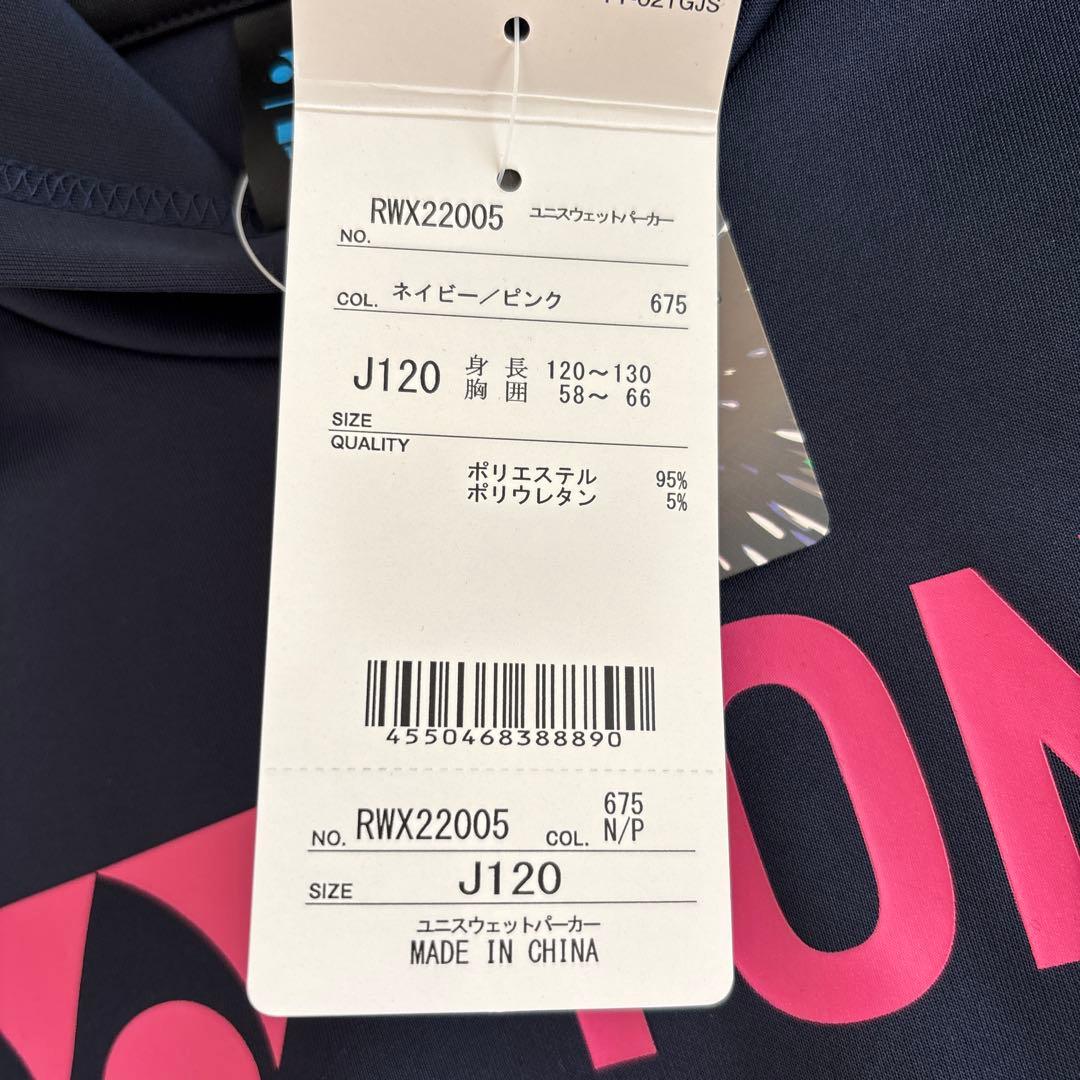 RWX22005 ユニスウェットパーカー
NO.
COL. ネイビー／ピンク 675
J120 身長 120〜130
胸囲 58〜 66
SIZE
QUALITY
ポリエステル 95%
ポリウレタン 5%
4550468388890
NO. RWX22005 COL. 675
N/P
SIZE J120
ユニスウェットパーカー
MADE IN CHINA